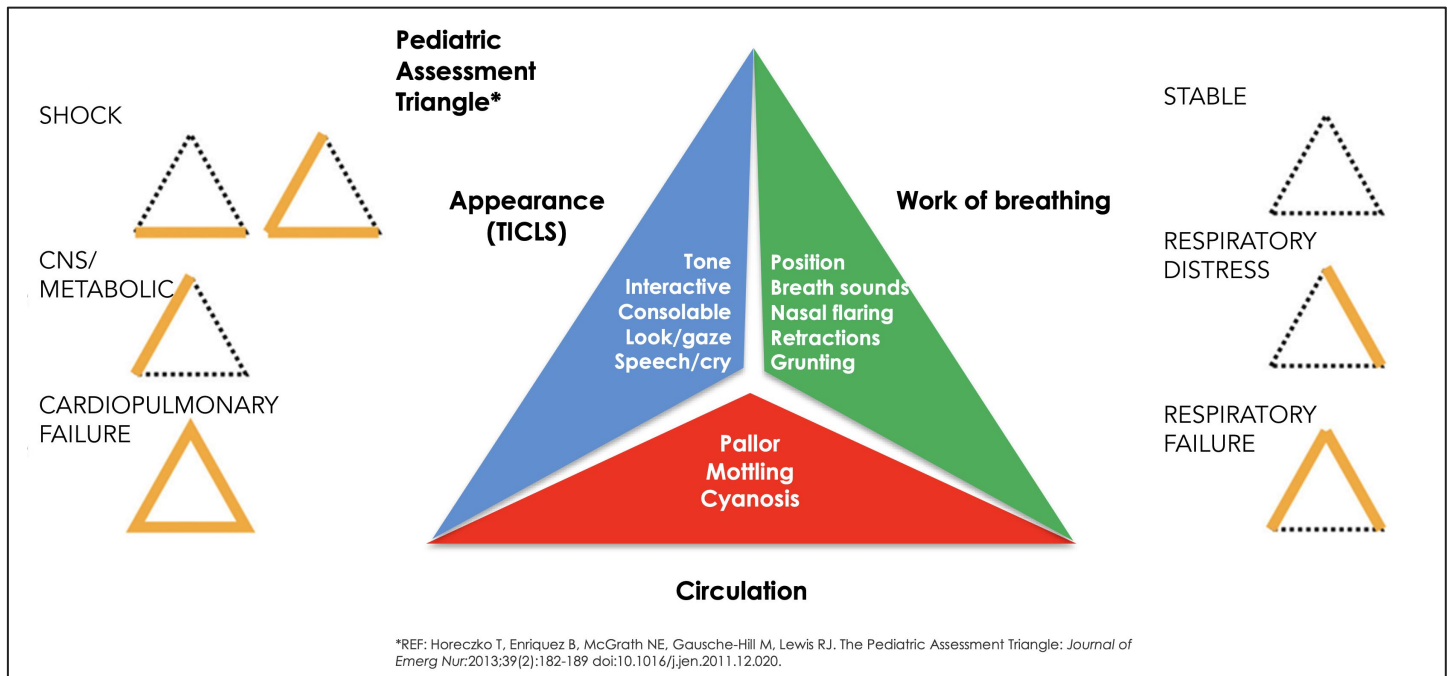 Pediatric
Assessment
Triangle*
SHOCK
CNS/
METABOLIC
CARDIOPULMONARY
FAILURE
Appearance
(TICLS)
Tone
Interactive
Consolable
Look/gaze
Speech/cry
Work of breathing
Position
Breath sounds
Nasal flaring
Retractions
Grunting
Pallor
Mottling
Cyanosis
Circulation
STABLE
RESPIRATORY
DISTRESS
RESPIRATORY
FAILURE
*REF: Horeczko T, Enriquez B, McGrath NE, Gausche-Hill M, Lewis RJ. The Pediatric Assessment Triangle: Journal of
Emerg Nur:2013;39(2):182-189 doi:10.1016/j.jen.2011.12.020.